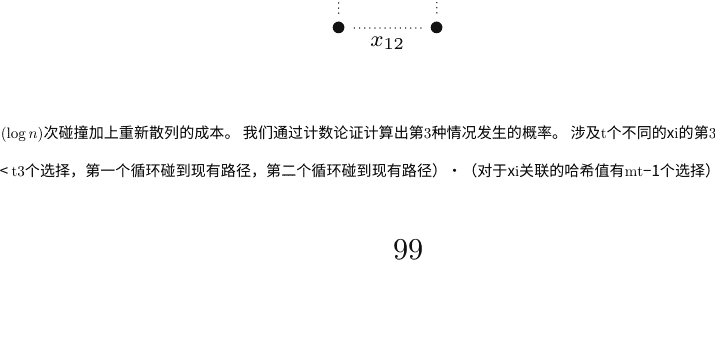 x12
(log n)次碰撞加上重新散列的成本。 我们通过计数论证计算出第3种情况发生的概率。 涉及t个不同的xi的第3
< t3个选择，第一个循环碰到现有路径，第二个循环碰到现有路径）·（对于xi关联的哈希值有mt−1个选择）
99